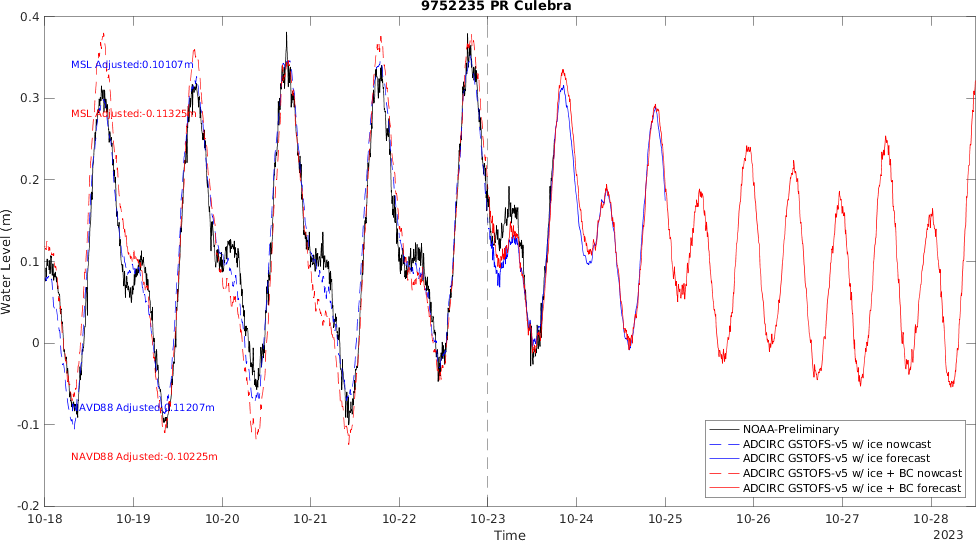 9752235 PR Culebra
0.4
0.3
0.2
0.1
0
-0.1
-0.2
Water Level (m)
MSL Adjusted:0.10107m
MSL Adjusted:-0.11325m
NAVD88 Adjusted:0.11207m
NAVD88 Adjusted:-0.10225m
NOAA-Preliminary
ADCIRC GSTOFS-v5 w/ ice nowcast
ADCIRC GSTOFS-v5 w/ ice forecast
ADCIRC GSTOFS-v5 w/ ice + BC nowcast
ADCIRC GSTOFS-v5 w/ ice + BC forecast
10-18 10-19 10-20 10-21 10-22 10-23 10-24 10-25 10-26 10-27 10-28
2023
Time